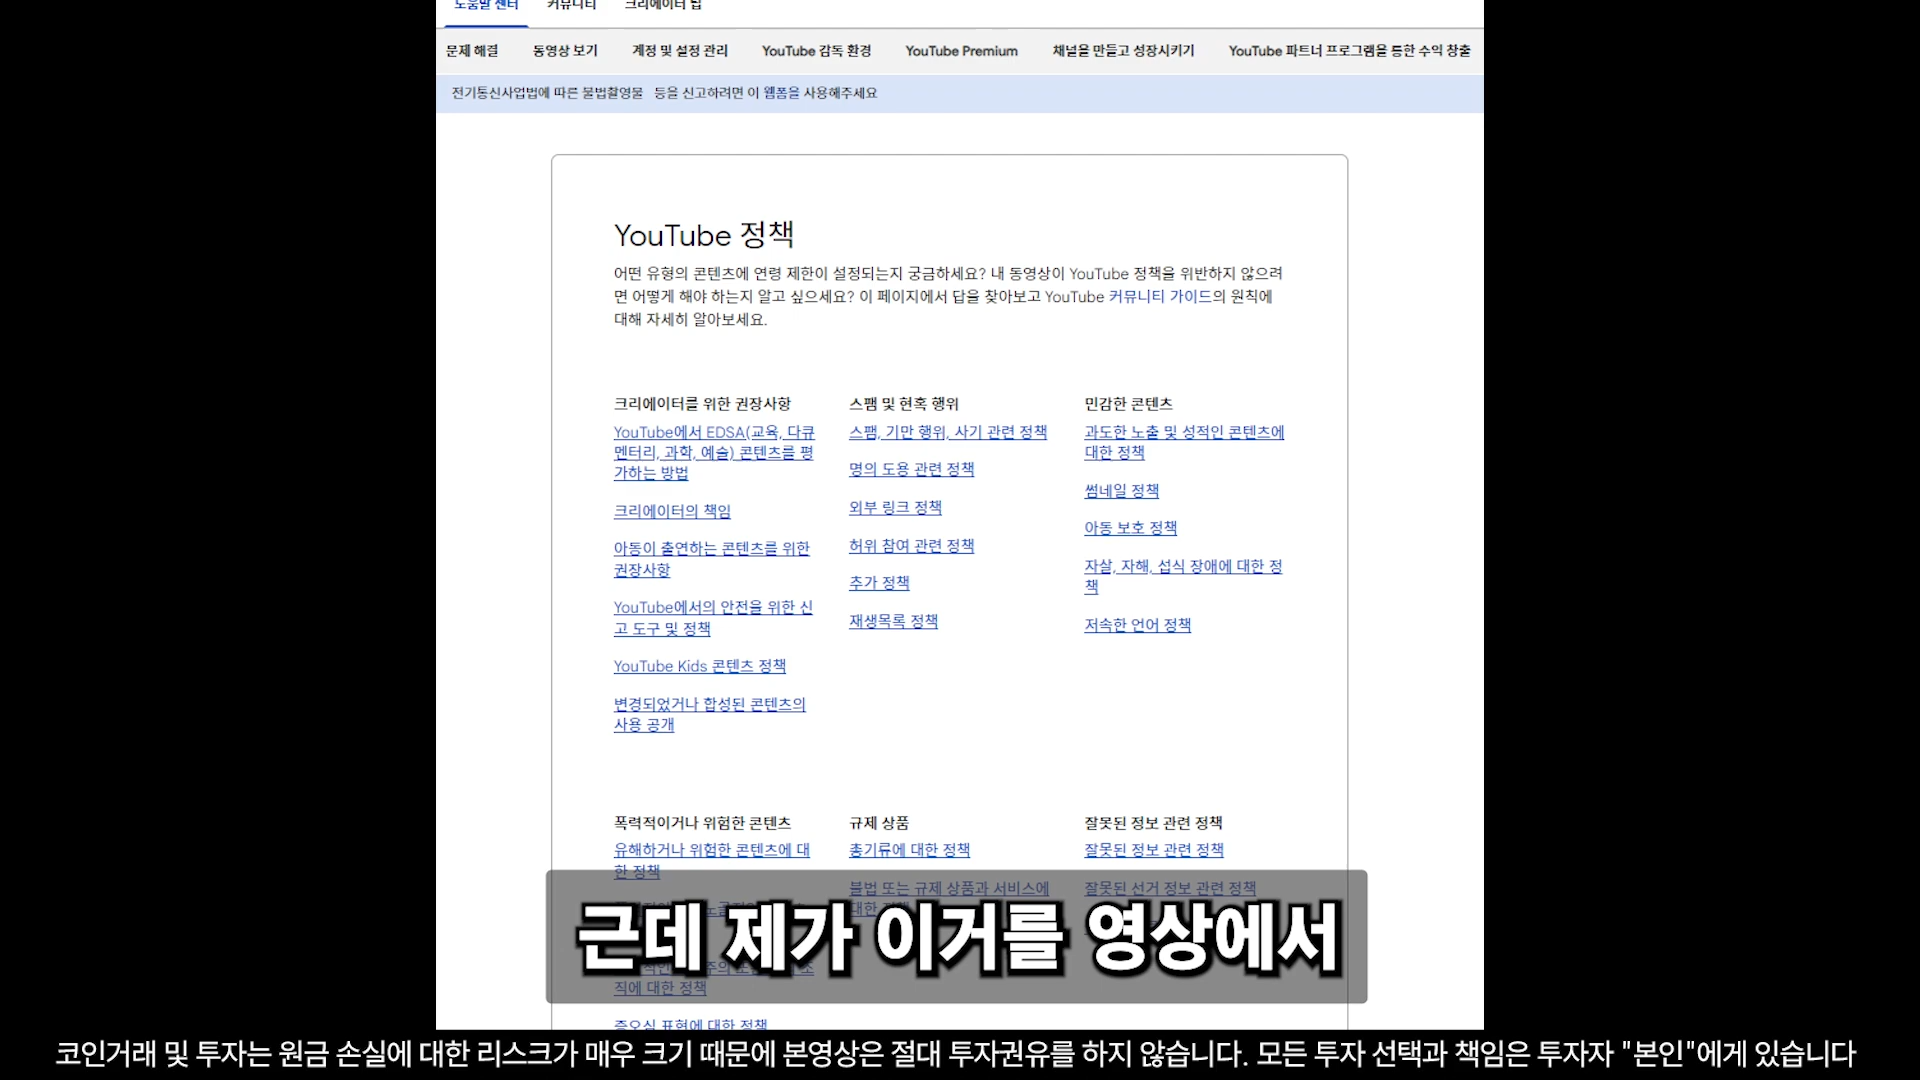 도움말 센터 커뮤니티 크리에이터 팁
문제 해결 동영상 보기 계정 및 설정 관리 YouTube 감독 환경 YouTube Premium 채널을 만들고 성장시키기 YouTube 파트너 프로그램을 통한 수익 창출
전기통신사업법에 따른 불법촬영물 등을 신고하려면 이 웹폼을 사용해주세요
YouTube 정책
어떤 유형의 콘텐츠에 연령 제한이 설정되는지 궁금하세요? 내 동영상이 YouTube 정책을 위반하지 않으려
면 어떻게 해야 하는지 알고 싶으세요? 이 페이지에서 답을 찾아보고 YouTube 커뮤니티 가이드의 원칙에
대해 자세히 알아보세요.
크리에이터를 위한 권장사항
YouTube에서 EDSA(교육, 다큐
멘터리, 과학, 예술) 콘텐츠를 평
가하는 방법
크리에이터의 책임
아동이 출연하는 콘텐츠를 위한
권장사항
YouTube에서의 안전을 위한 신
고 도구 및 정책
YouTube Kids 콘텐츠 정책
변경되었거나 합성된 콘텐츠의
사용 공개
스팸 및 현혹 행위
스팸, 기만 행위, 사기 관련 정책
명의 도용 관련 정책
외부 링크 정책
허위 참여 관련 정책
추가 정책
재생목록 정책
민감한 콘텐츠
과도한 노출 및 성적인 콘텐츠에
대한 정책
썸네일 정책
아동 보호 정책
자살, 자해, 섭식 장애에 대한 정
책
저속한 언어 정책
폭력적이거나 위험한 콘텐츠
유해하거나 위험한 콘텐츠에 대
한 정책
직에 대한 정책
증오심 표현에 대한 정책
규제 상품
총기류에 대한 정책
불법 또는 규제 상품과 서비스에
대한
잘못된 정보 관련 정책
잘못된 정보 관련 정책
잘못된 선거 정보 관련 정책
근데 제가 이거를 영상에서
코인거래 및 투자는 원금 손실에 대한 리스크가 매우 크기 때문에 본영상은 절대 투자권유를 하지 않습니다. 모든 투자 선택과 책임은 투자자 "본인"에게 있습니다